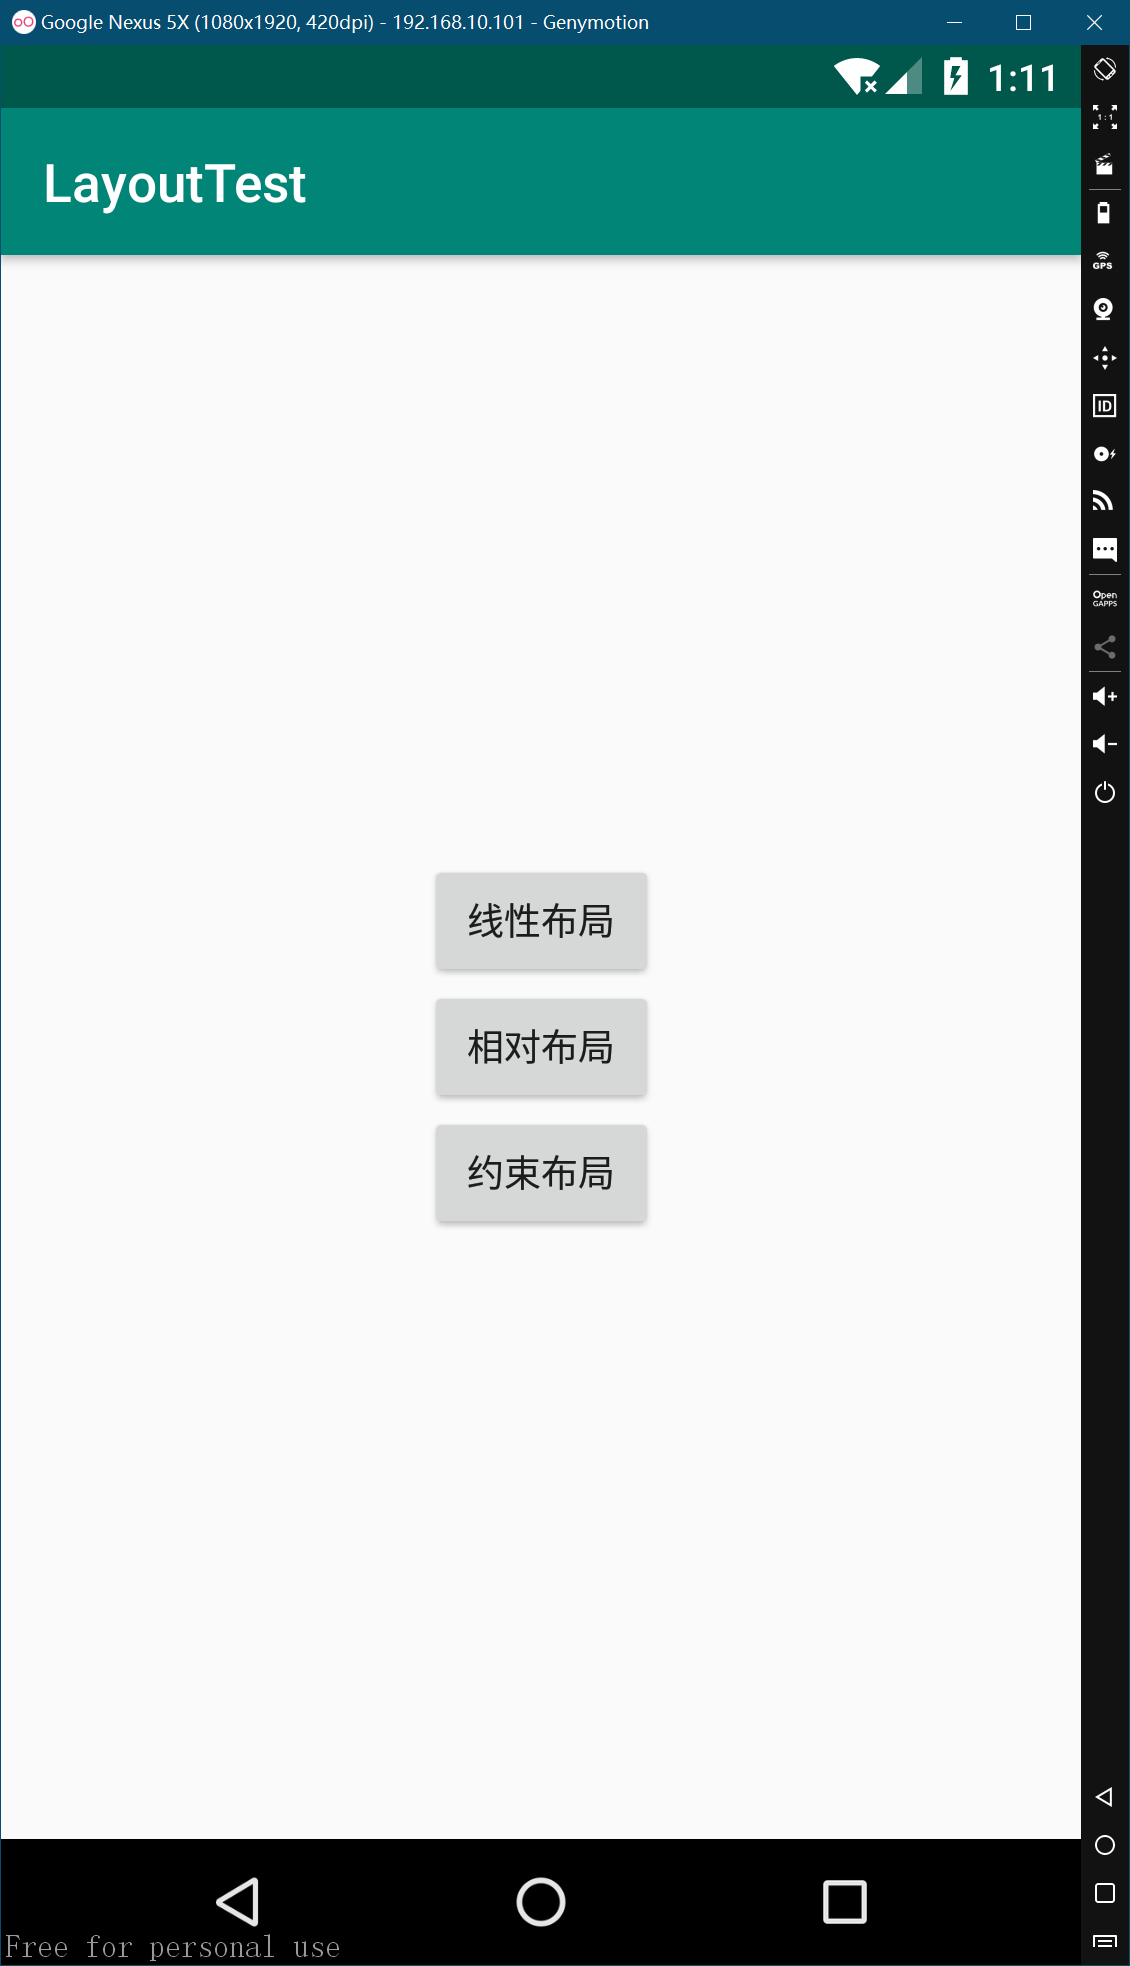 Google Nexus 5X (1080x1920, 420dpi) - 192.168.10.101 - Genymotion
1:11
LayoutTest
1:1
GPS
ID
Open
GAPPS
线性布局
相对布局
约束布局
Free for personal use